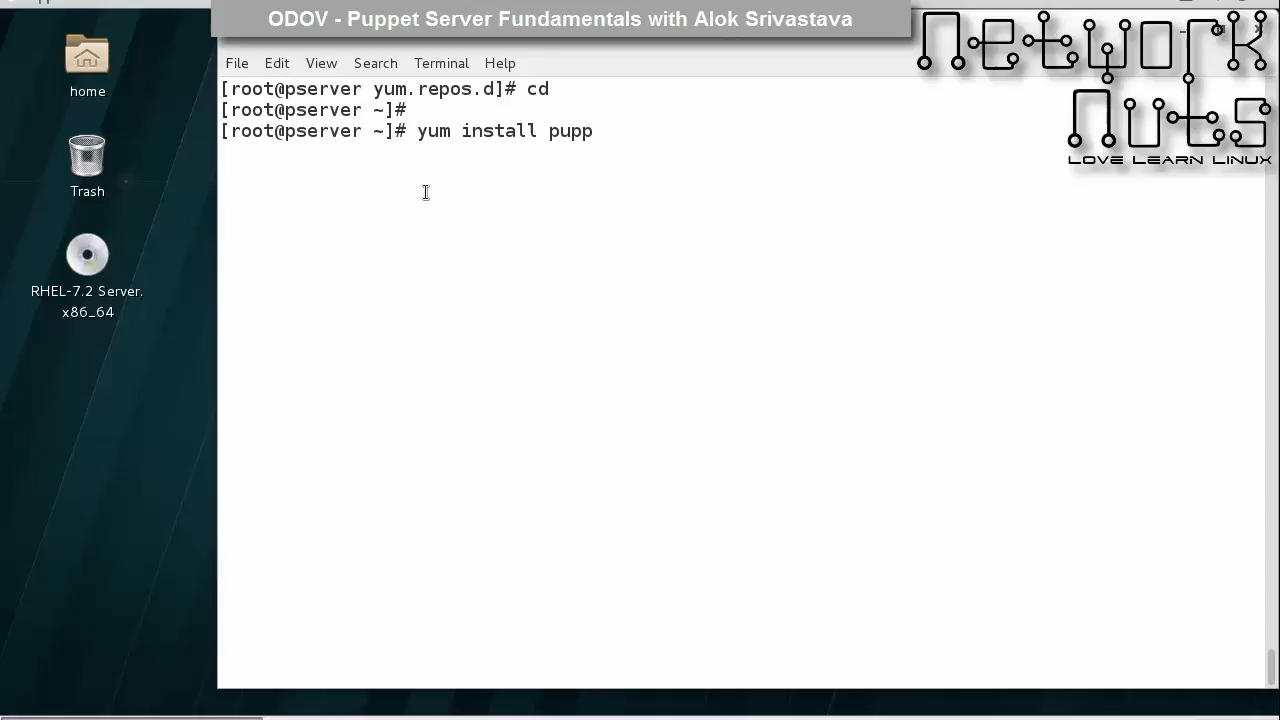 ODOV - Puppet Server Fundamentals with Alok Srivastava
Network
Nuts
LOVE LEARN LINUX
File Edit View Search Terminal Help
[root@pserver yum.repos.d]# cd
[root@pserver ~]#
[root@pserver ~]# yum install pupp
home
Trash
RHEL-7.2 Server.
x86_64